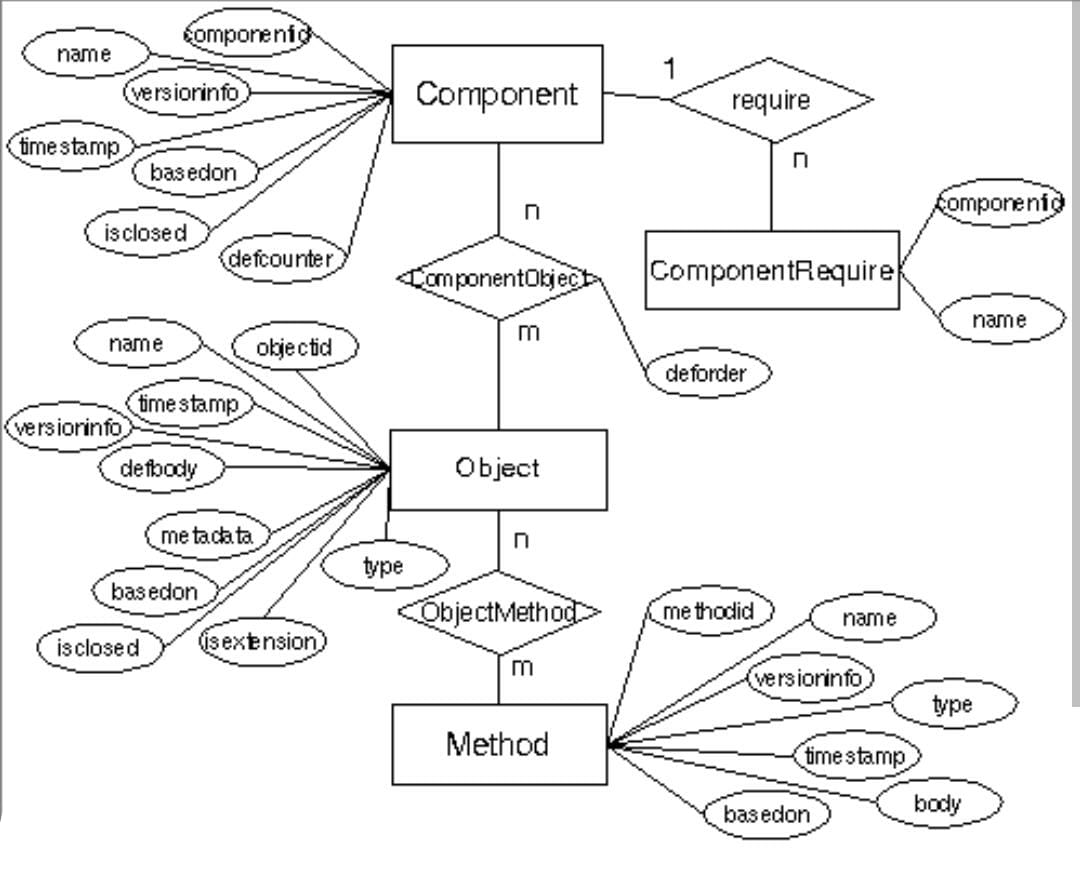 componentid
name
versioninfo
timestamp
basedon
isclosed
defcounter
Component
1
require
n
componentid
ComponentRequire
name
n
ComponentObject
m
deforder
name
objectid
timestamp
versioninfo
defbody
metadata
basedon
isclosed
isextension
type
Object
n
ObjectMethod
m
Method
methodid
name
versioninfo
type
timestamp
body
basedon